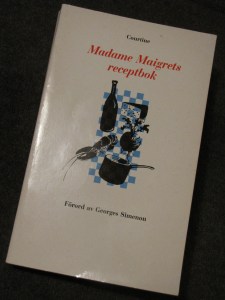 Courtine
Madame Maigrets
receptbok
Förord av Georges Simenon